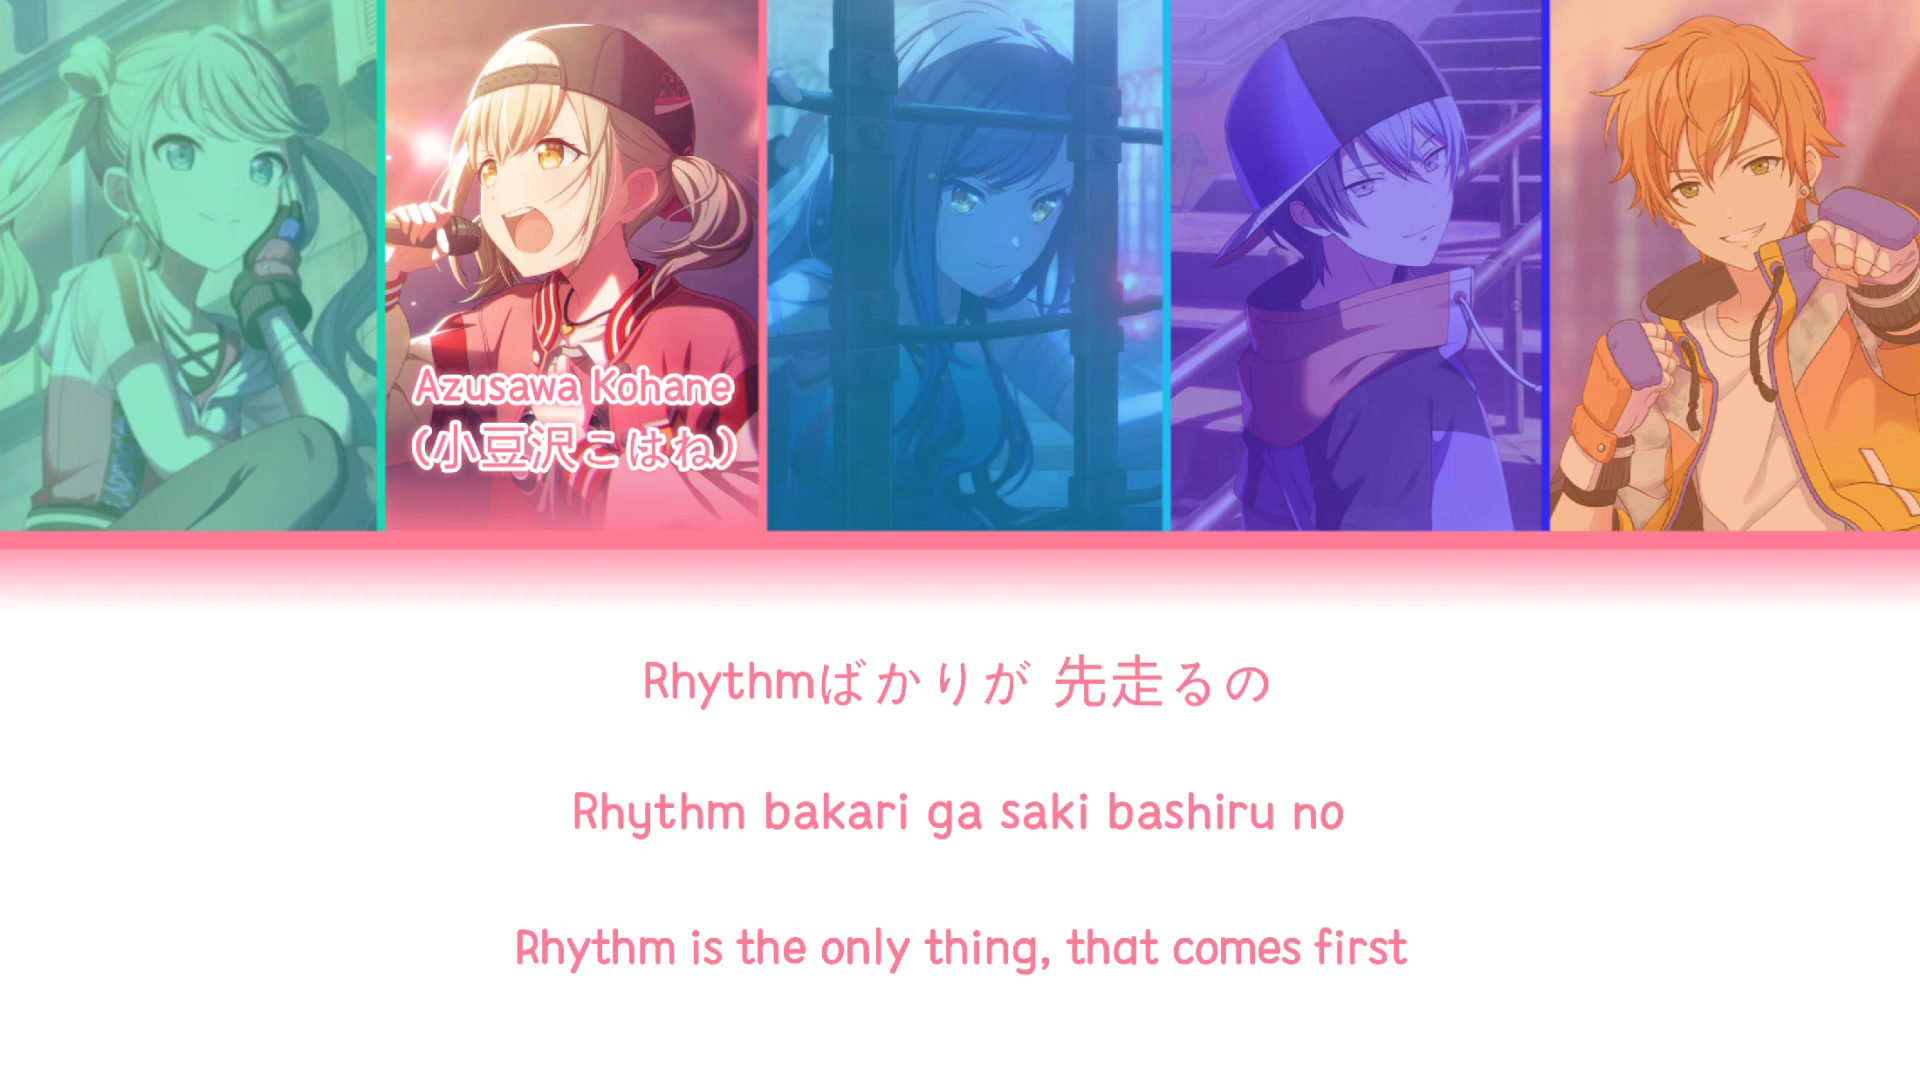 Azusawa Kohane
(小豆沢こはね)
Rhythmばかりが 先走るの
Rhythm bakari ga saki bashiru no
Rhythm is the only thing, that comes first